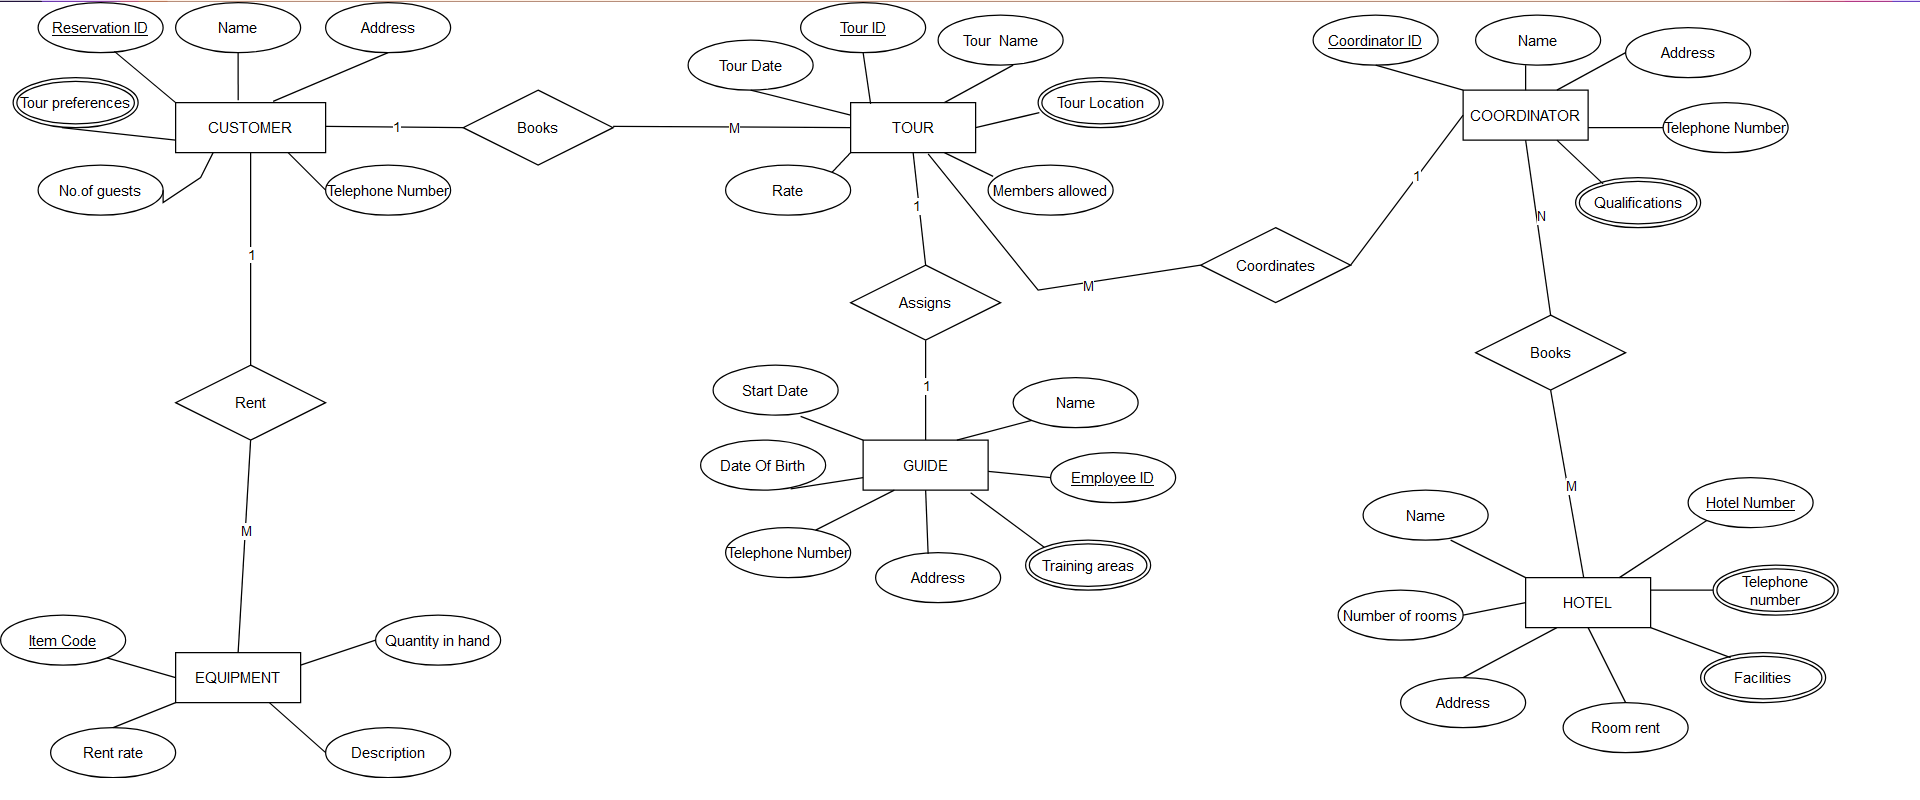 Reservation ID
Name
Address
Tour ID
Tour  Name
Coordinator ID
Name
Address
Tour Date
Tour preferences
Tour Location
CUSTOMER
1
Books
M
TOUR
COORDINATOR
Telephone Number
No.of guests
Telephone Number
Rate
Members allowed
Qualifications
1
1
N
1
Coordinates
M
Assigns
Books
1
Start Date
Name
Rent
Date Of Birth
GUIDE
Employee ID
M
M
Name
Hotel Number
Telephone Number
Address
Training areas
Telephone
number
HOTEL
Number of rooms
Item Code
Quantity in hand
EQUIPMENT
Facilities
Address
Room rent
Rent rate
Description